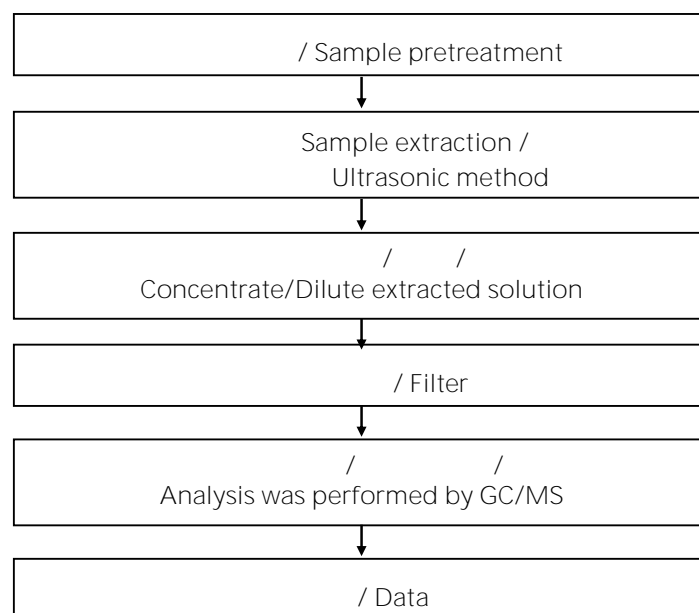 / Sample pretreatment
Sample extraction /
Ultrasonic method
/ /
Concentrate/Dilute extracted solution
/ Filter
/ /
Analysis was performed by GC/MS
/ Data